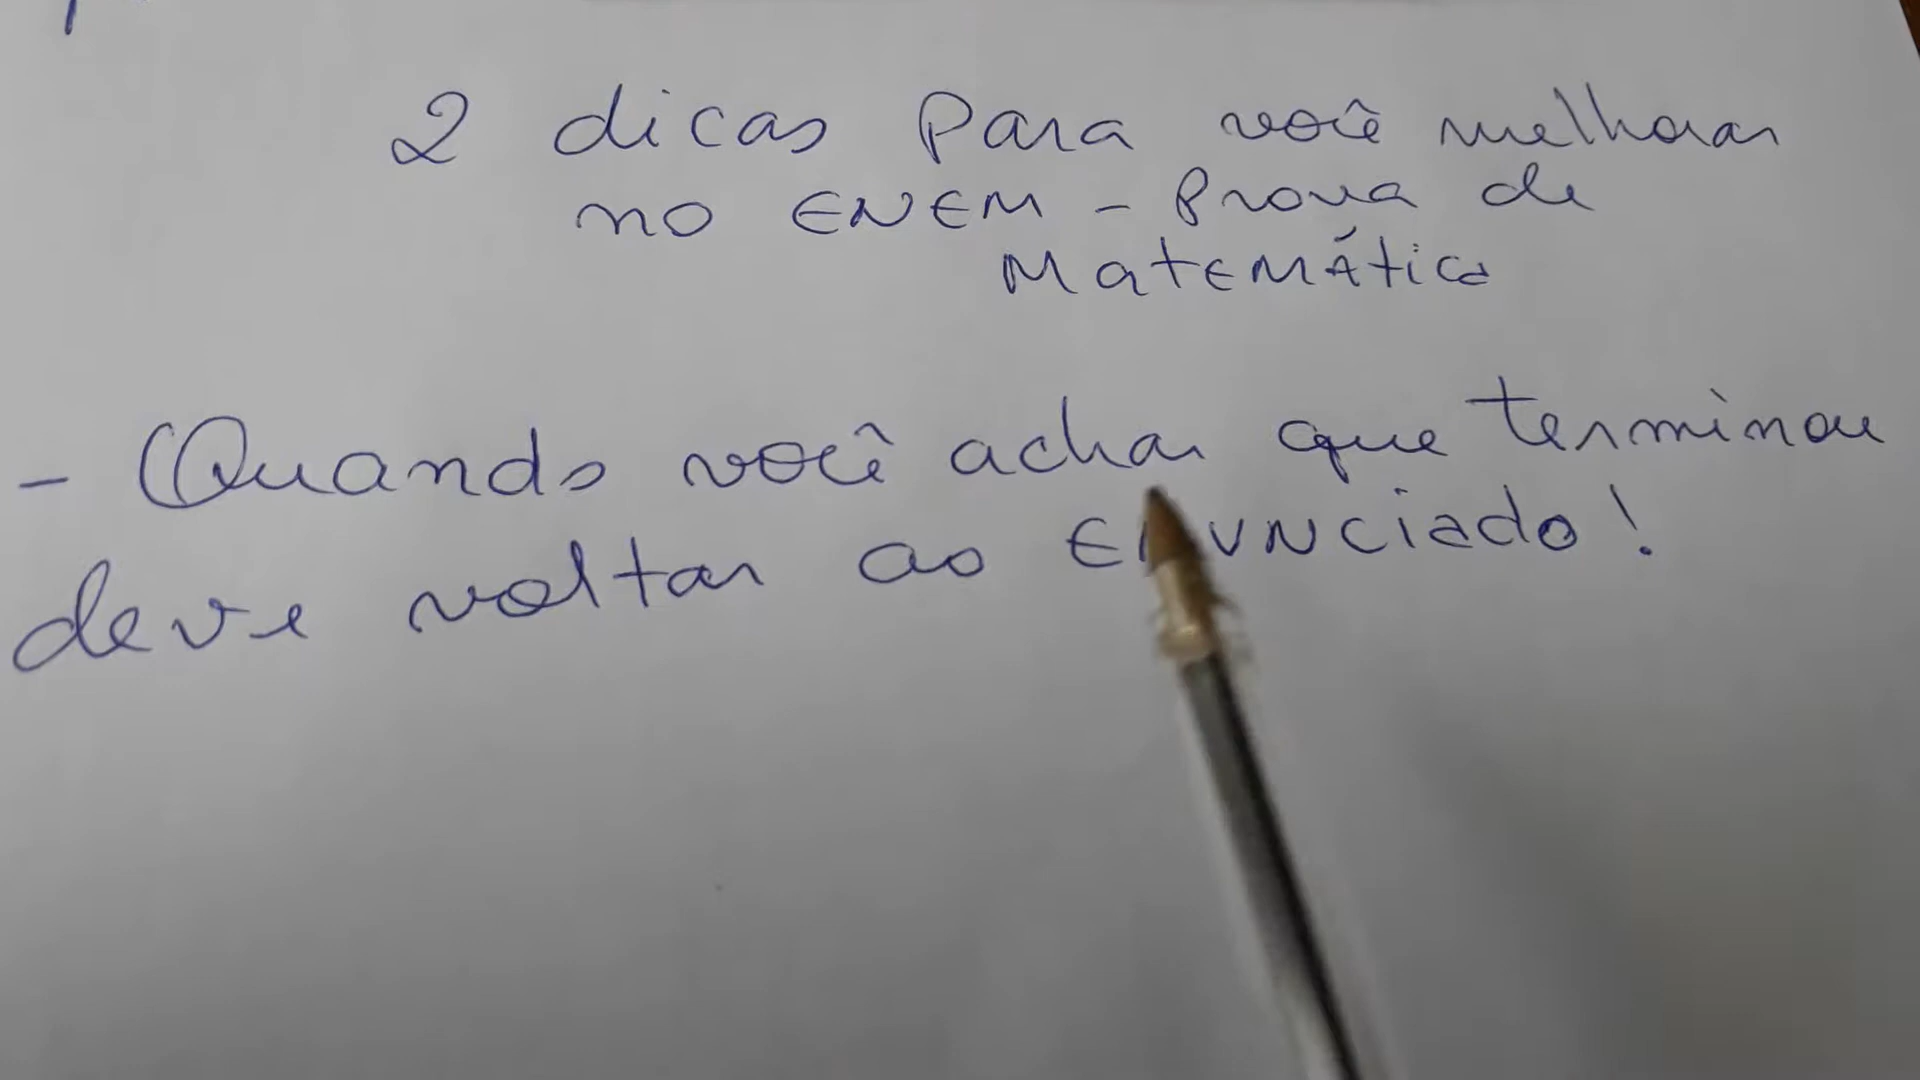 2 dicas Para você melhorar
no ENEM - Prova de
MatEMÁtica
- Quando você achar que terminou
deve voltar ao ENUNciado!